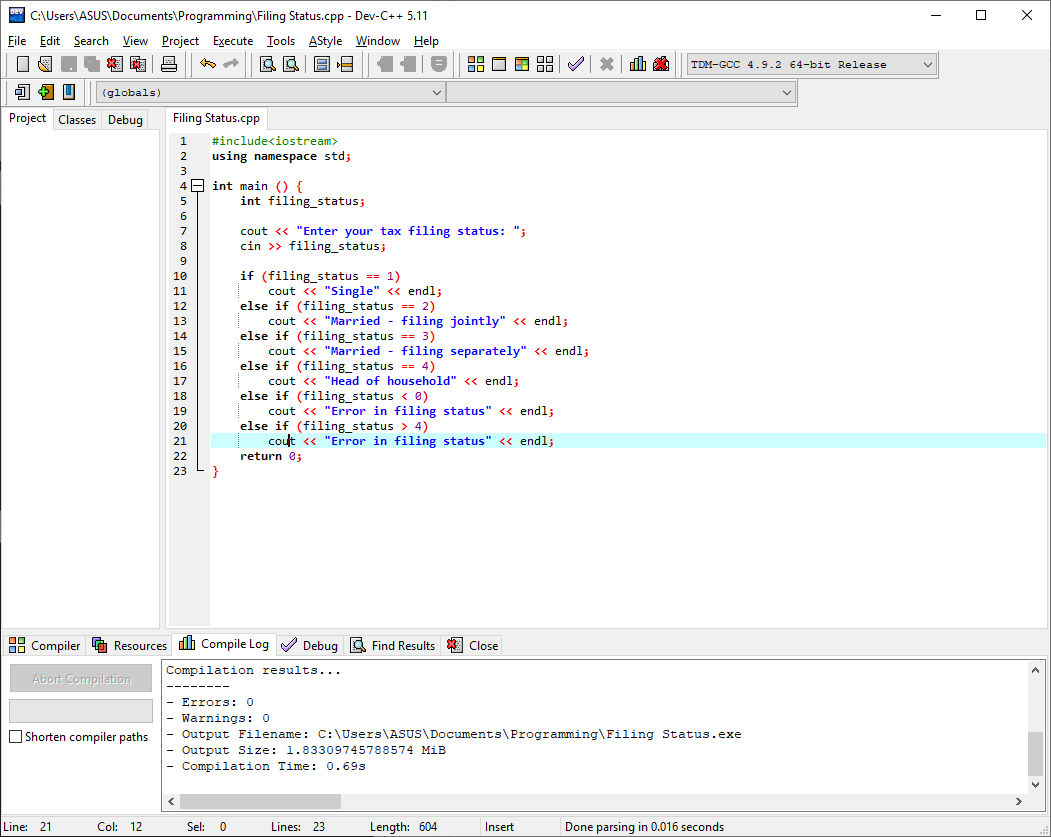 C:\Users\ASUS\Documents\Programming\Filing Status.cpp - Dev-C++ 5.11
File Edit Search View Project Execute Tools AStyle Window Help
TDM-GCC 4.9.2 64-bit Release
(globals)
Project Classes Debug
Filing Status.cpp
1 #include<iostream>
2 using namespace std;
3
4 int main () {
5     int filing_status;
6
7     cout << "Enter your tax filing status: ";
8     cin >> filing_status;
9
10     if (filing_status == 1)
11         cout << "Single" << endl;
12     else if (filing_status == 2)
13         cout << "Married - filing jointly" << endl;
14     else if (filing_status == 3)
15         cout << "Married - filing separately" << endl;
16     else if (filing_status == 4)
17         cout << "Head of household" << endl;
18     else if (filing_status < 0)
19         cout << "Error in filing status" << endl;
20     else if (filing_status > 4)
21         cout << "Error in filing status" << endl;
22     return 0;
23 }
Compiler Resources Compile Log Debug Find Results Close
Abort Compilation
Shorten compiler paths
Compilation results...
--------
- Errors: 0
- Warnings: 0
- Output Filename: C:\Users\ASUS\Documents\Programming\Filing Status.exe
- Output Size: 1.83309745788574 MiB
- Compilation Time: 0.69s
Line: 21 Col: 12 Sel: 0 Lines: 23 Length: 604 Insert Done parsing in 0.016 seconds